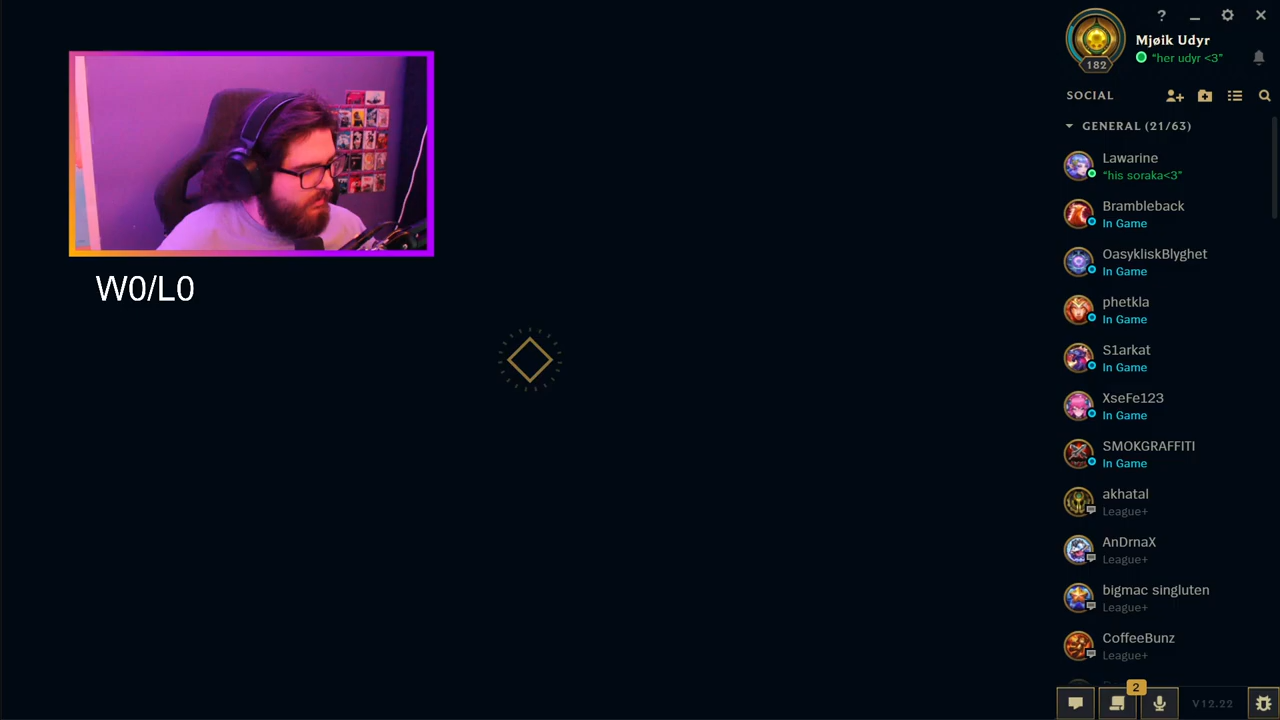 ?
Mjøik Udyr
182
"her udyr <3"
SOCIAL
GENERAL (21/63)
Lawarine
"his soraka<3"
Brambleback
In Game
OasykliskBlyghet
In Game
phetkla
In Game
S1arkat
In Game
XseFe123
In Game
SMOKGRAFFITI
In Game
akhatal
League+
AnDrnaX
League+
bigmac singluten
League+
CoffeeBunz
League+
2
V12.22
W0/L0